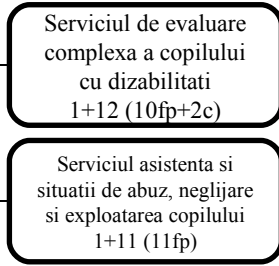 Serviciul de evaluare
complexa a copilului
cu dizabilitati
1+12 (10fp+2c)
Serviciul asistenta si
situatii de abuz, neglijare
si exploatarea copilului
1+11 (11fp)